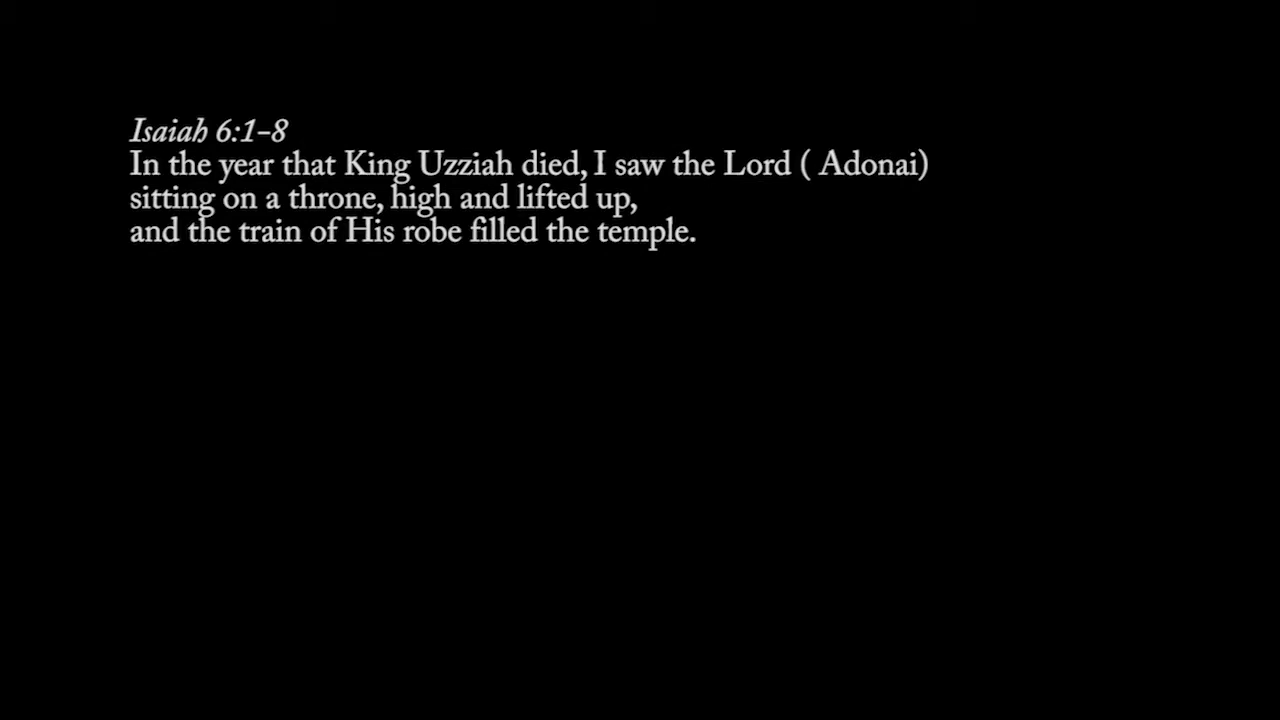 Isaiah 6:1-8
In the year that King Uzziah died, I saw the Lord ( Adonai)
sitting on a throne, high and lifted up,
and the train of His robe filled the temple.